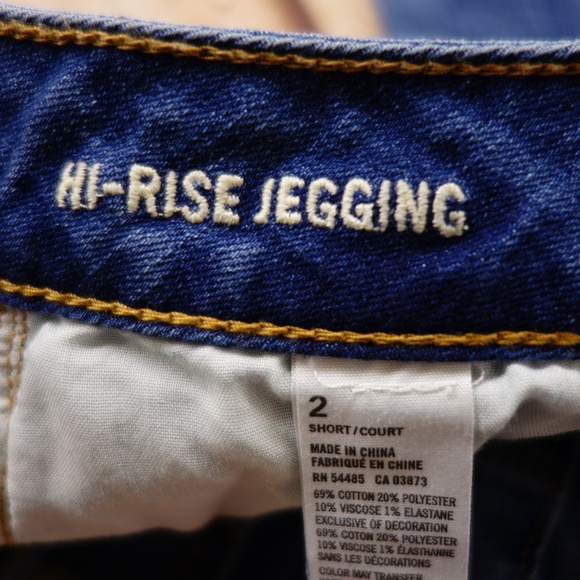 HI-RISE JEGGING
2
SHORT/COURT
MADE IN CHINA
FABRIQUÉ EN CHINE
RN 54485 CA 03873
69% COTTON 20% POLYESTER
10% VISCOSE 1% ELASTANE
EXCLUSIVE OF DECORATION
69% COTTON 20% POLYESTER
10% VISCOSE 1% ÉLASTHANNE
SANS LES DÉCORATIONS
COLOR MAY TRANSFER